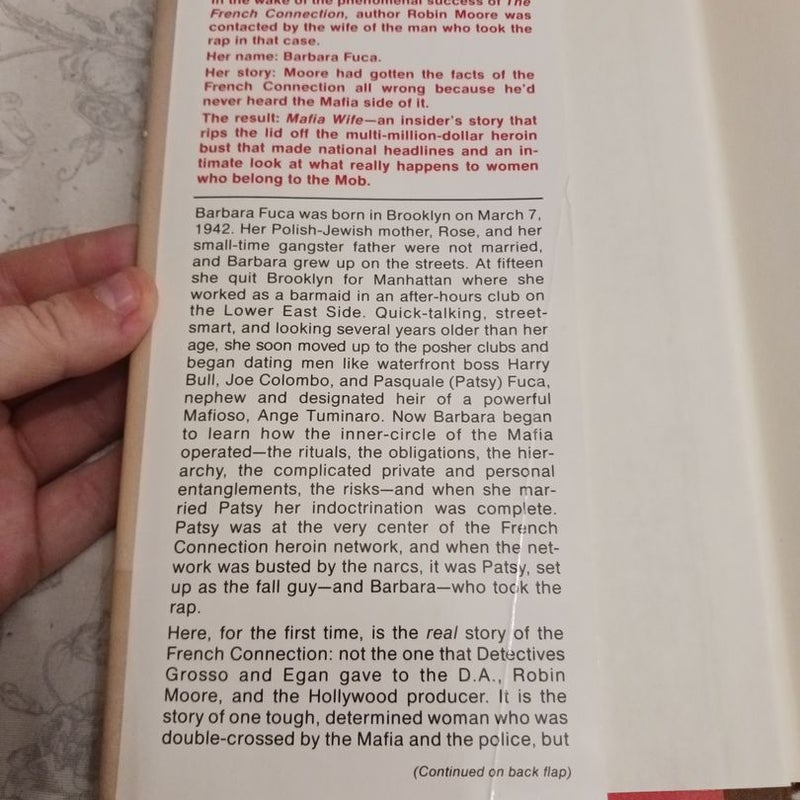 In the wake of the phenomenal success of The
French Connection, author Robin Moore was
contacted by the wife of the man who took the
rap in that case.
Her name: Barbara Fuca.
Her story: Moore had gotten the facts of the
French Connection all wrong because he'd
never heard the Mafia side of it.
The result: Mafia Wife—an insider's story that
rips the lid off the multi-million-dollar heroin
bust that made national headlines and an in-
timate look at what really happens to women
who belong to the Mob.
Barbara Fuca was born in Brooklyn on March 7,
1942. Her Polish-Jewish mother, Rose, and her
small-time gangster father were not married,
and Barbara grew up on the streets. At fifteen
she quit Brooklyn for Manhattan where she
worked as a barmaid in an after-hours club on
the Lower East Side. Quick-talking, street-
smart, and looking several years older than her
age, she soon moved up to the posher clubs and
began dating men like waterfront boss Harry
Bull, Joe Colombo, and Pasquale (Patsy) Fuca,
nephew and designated heir of a powerful
Mafioso, Ange Tuminaro. Now Barbara began
to learn how the inner-circle of the Mafia
operated—the rituals, the obligations, the hier-
archy, the complicated private and personal
entanglements, the risks—and when she mar-
ried Patsy her indoctrination was complete.
Patsy was at the very center of the French
Connection heroin network, and when the net-
work was busted by the narcs, it was Patsy, set
up as the fall guy—and Barbara—who took the
rap.
Here, for the first time, is the real story of the
French Connection: not the one that Detectives
Grosso and Egan gave to the D.A., Robin
Moore, and the Hollywood producer. It is the
story of one tough, determined woman who was
double-crossed by the Mafia and the police, but
(Continued on back flap)